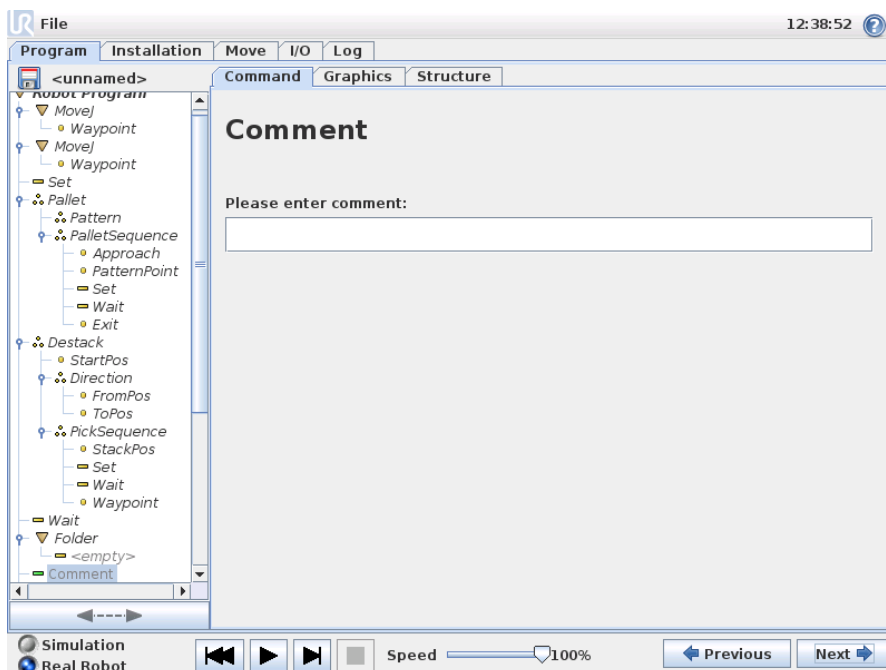 UR File 12:38:52 ?
Program Installation Move I/O Log
<unnamed> Command Graphics Structure
Robot Program
MoveJ
Waypoint
MoveJ
Waypoint
Set
Pallet
Pattern
PalletSequence
Approach
PatternPoint
Set
Wait
Exit
Destack
StartPos
Direction
FromPos
ToPos
PickSequence
StackPos
Set
Wait
Waypoint
Wait
Folder
<empty>
Comment
Comment
Please enter comment:
Simulation
Real Robot
Speed 100% Previous Next